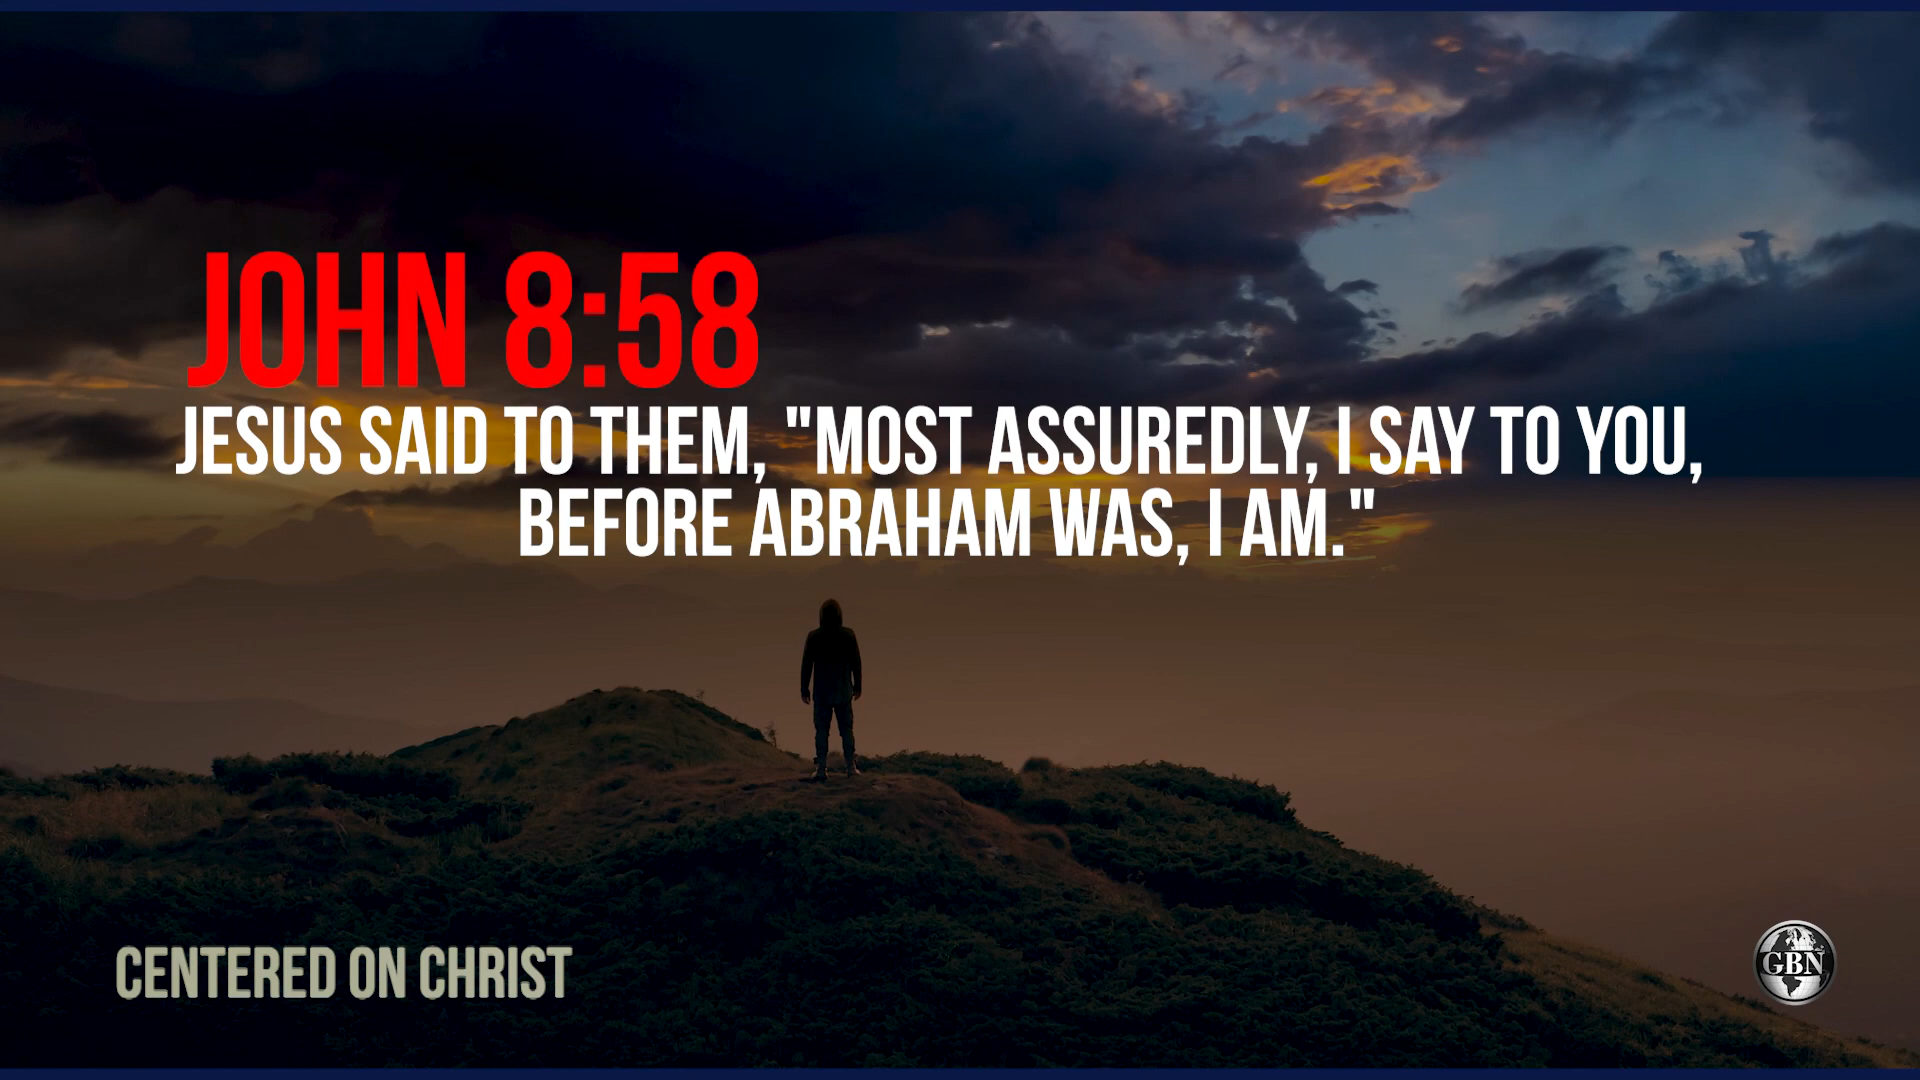 JOHN 8:58
JESUS SAID TO THEM, "MOST ASSUREDLY, I SAY TO YOU,
BEFORE ABRAHAM WAS, I AM."
CENTERED ON CHRIST
GBN